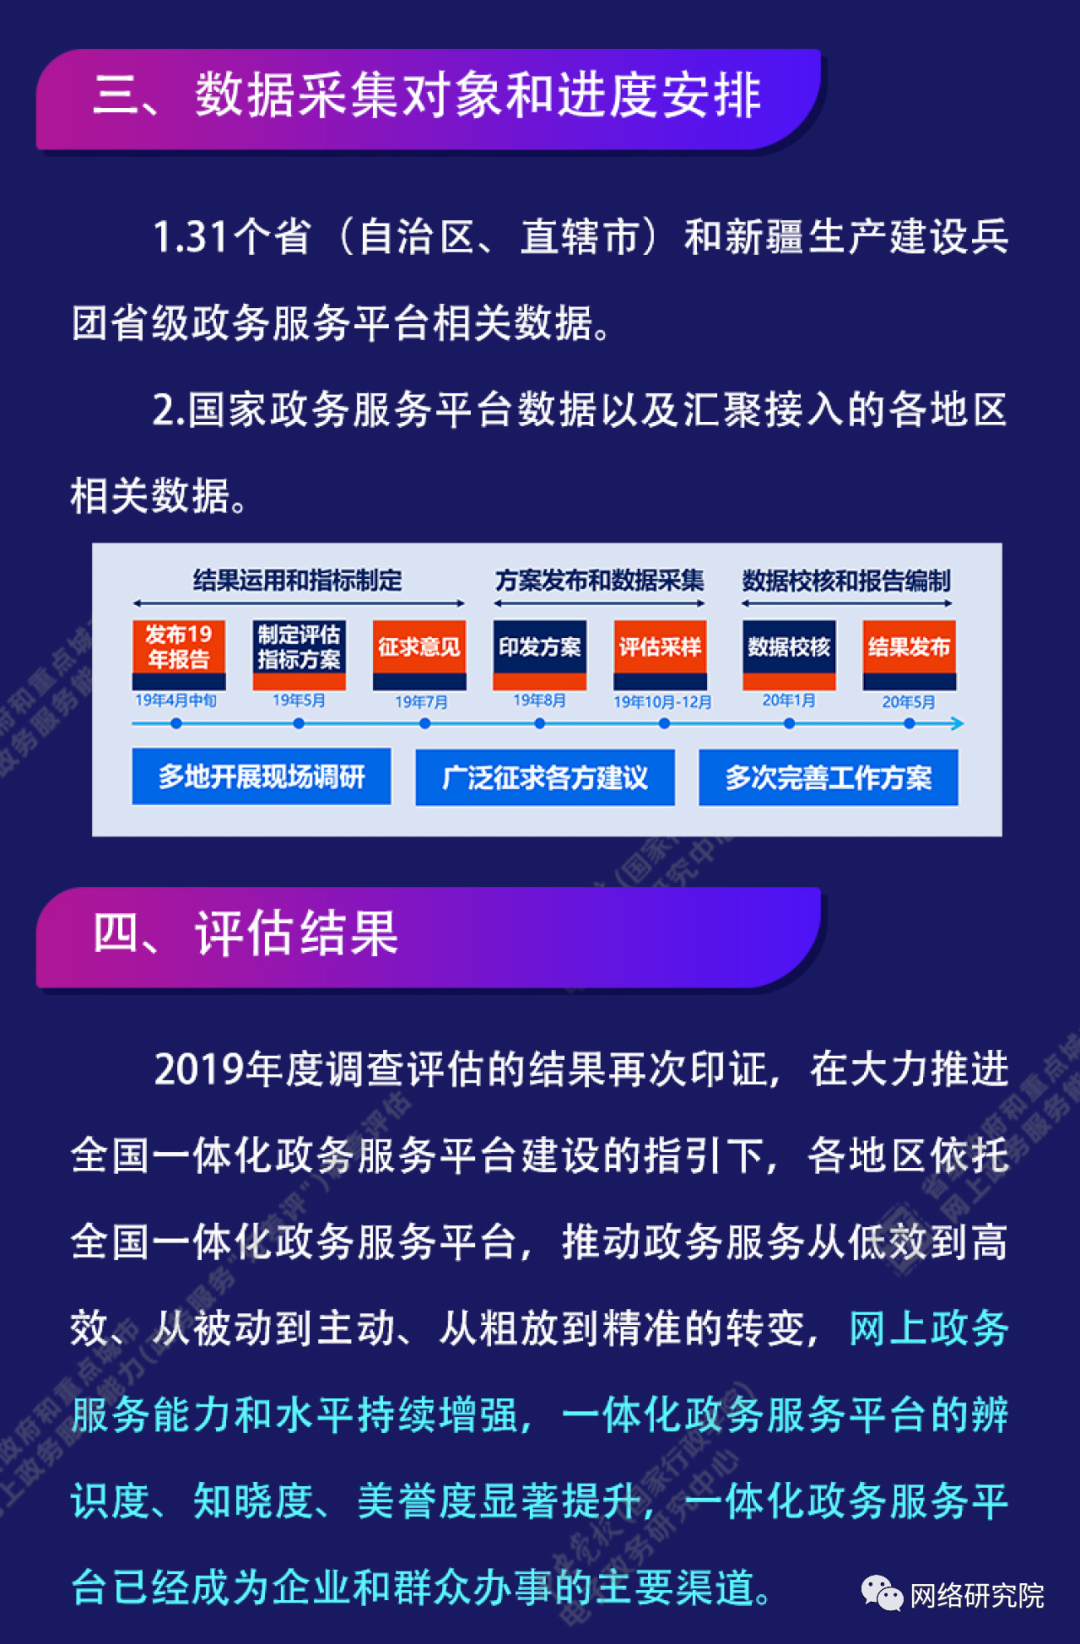 三、数据采集对象和进度安排
1.31个省（自治区、直辖市）和新疆生产建设兵
团省级政务服务平台相关数据。
2.国家政务服务平台数据以及汇聚接入的各地区
相关数据。
结果运用和指标制定 方案发布和数据采集 数据校核和报告编制
发布19
年报告
制定评估
指标方案
征求意见
印发方案
评估采样
数据校核
结果发布
19年4月中旬 19年5月 19年7月 19年8月 19年10月-12月 20年1月 20年5月
多地开展现场调研 广泛征求各方建议 多次完善工作方案
四、评估结果
2019年度调查评估的结果再次印证，在大力推进
全国一体化政务服务平台建设的指引下，各地区依托
全国一体化政务服务平台，推动政务服务从低效到高
效、从被动到主动、从粗放到精准的转变，网上政务
服务能力和水平持续增强，一体化政务服务平台的辨
识度、知晓度、美誉度显著提升，一体化政务服务平
台已经成为企业和群众办事的主要渠道。
网络研究院